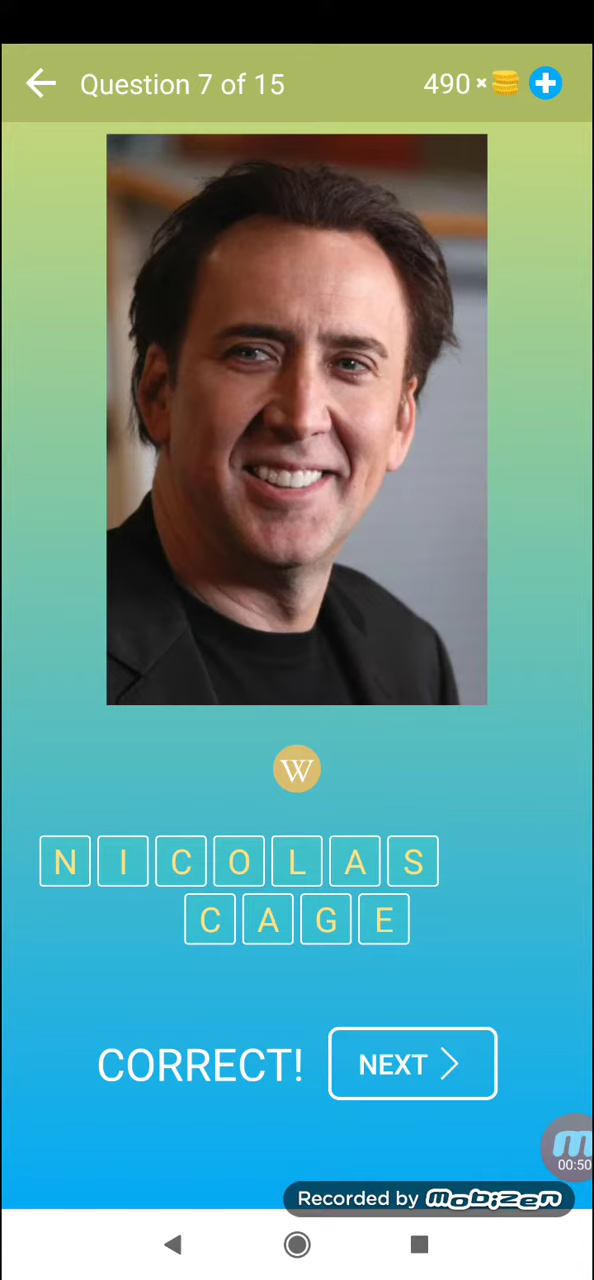 Question 7 of 15
490 ×
W
NICOLAS
CAGE
CORRECT! NEXT
00:50
Recorded by mobizen